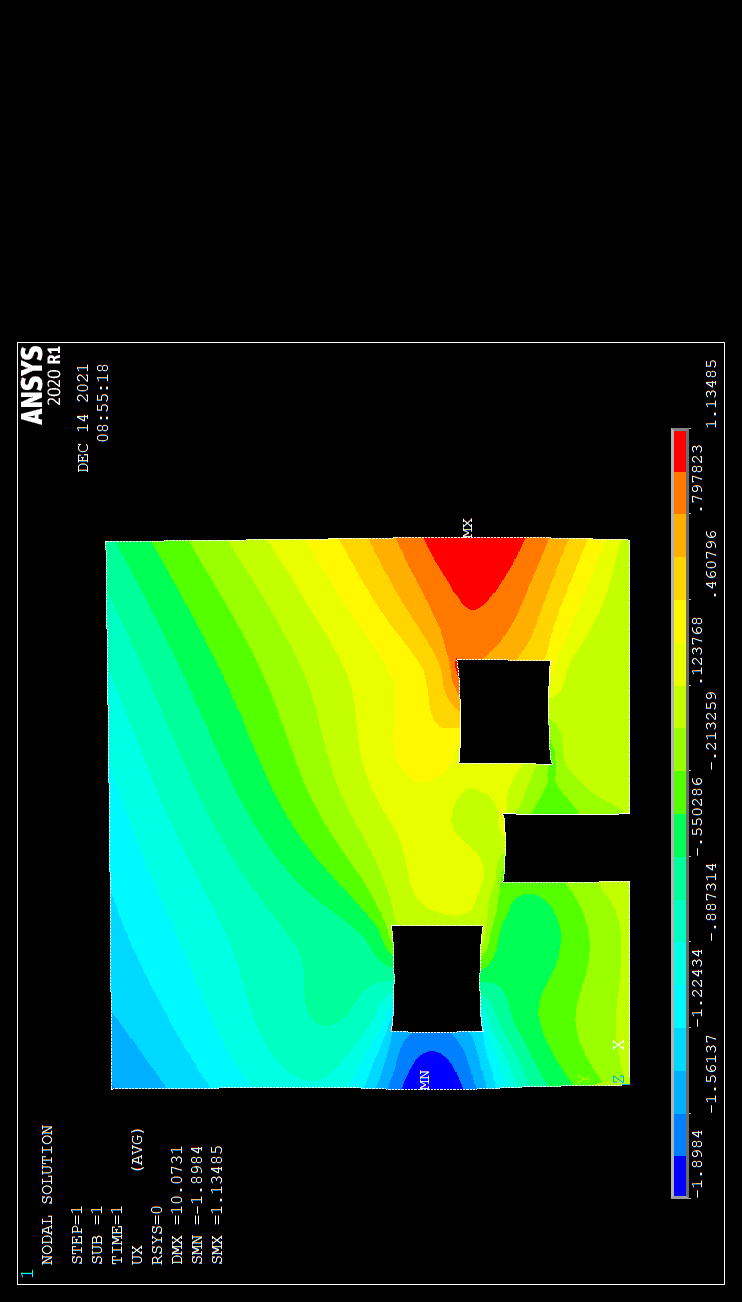 1
NODAL SOLUTION
STEP=1
SUB =1
TIME=1
UX (AVG)
RSYS=0
DMX =10.0731
SMN =-1.8984
SMX =1.13485
ANSYS
2020 R1
DEC 14 2021
08:55:18
MN
MX
Y
Z X
-1.8984
-1.56137
-1.22434
-.887314
-.550286
-.213259
.123768
.460796
.797823
1.13485